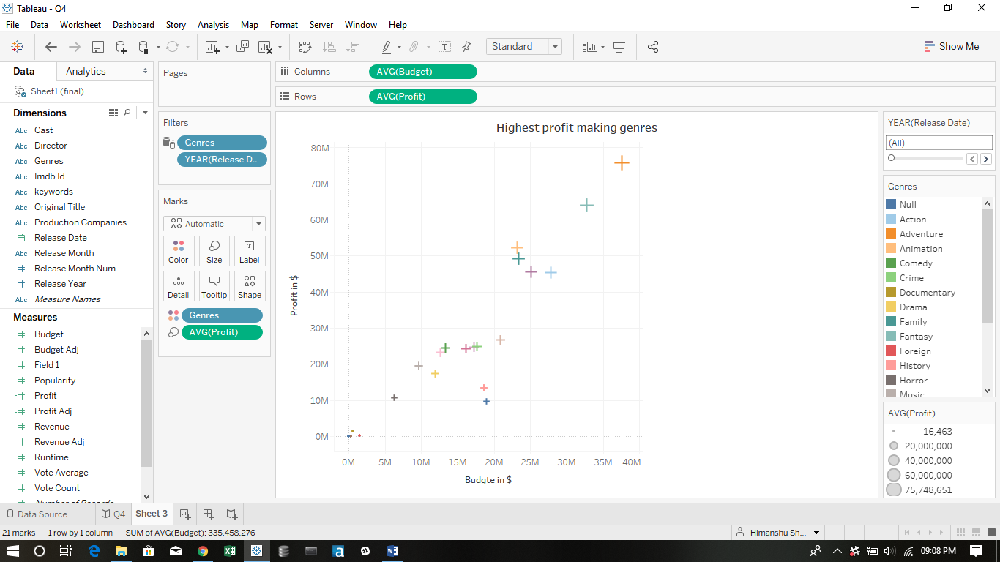 Tableau - Q4
File Data Worksheet Dashboard Story Analysis Map Format Server Window Help
Standard
Show Me
Data Analytics
Sheet1 (final)
Dimensions
Abc Cast
Abc Director
Abc Genres
Abc Imdb Id
Abc keywords
Abc Original Title
Abc Production Companies
Release Date
Abc Release Month
# Release Month Num
# Release Year
Abc Measure Names
Measures
# Budget
# Budget Adj
# Field 1
# Popularity
=# Profit
=# Profit Adj
# Revenue
# Revenue Adj
# Runtime
# Vote Average
# Vote Count
# Number of Records
Pages
Filters
Genres
YEAR(Release D..
Marks
Automatic
Color Size Label
Detail Tooltip Shape
Genres
AVG(Profit)
Columns AVG(Budget)
Rows AVG(Profit)
Highest profit making genres
80M
70M
60M
50M
40M
30M
20M
10M
0M
Profit in $
0M 5M 10M 15M 20M 25M 30M 35M 40M
Budgte in $
YEAR(Release Date)
(All)
Genres
Null
Action
Adventure
Animation
Comedy
Crime
Documentary
Drama
Family
Fantasy
Foreign
History
Horror
Music
AVG(Profit)
-16,463
20,000,000
40,000,000
60,000,000
75,748,651
Data Source Q4 Sheet 3
21 marks 1 row by 1 column SUM of AVG(Budget): 335,458,276 Himanshu Sh...
09:08 PM